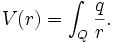 V(r) = ∫_Q q/r.